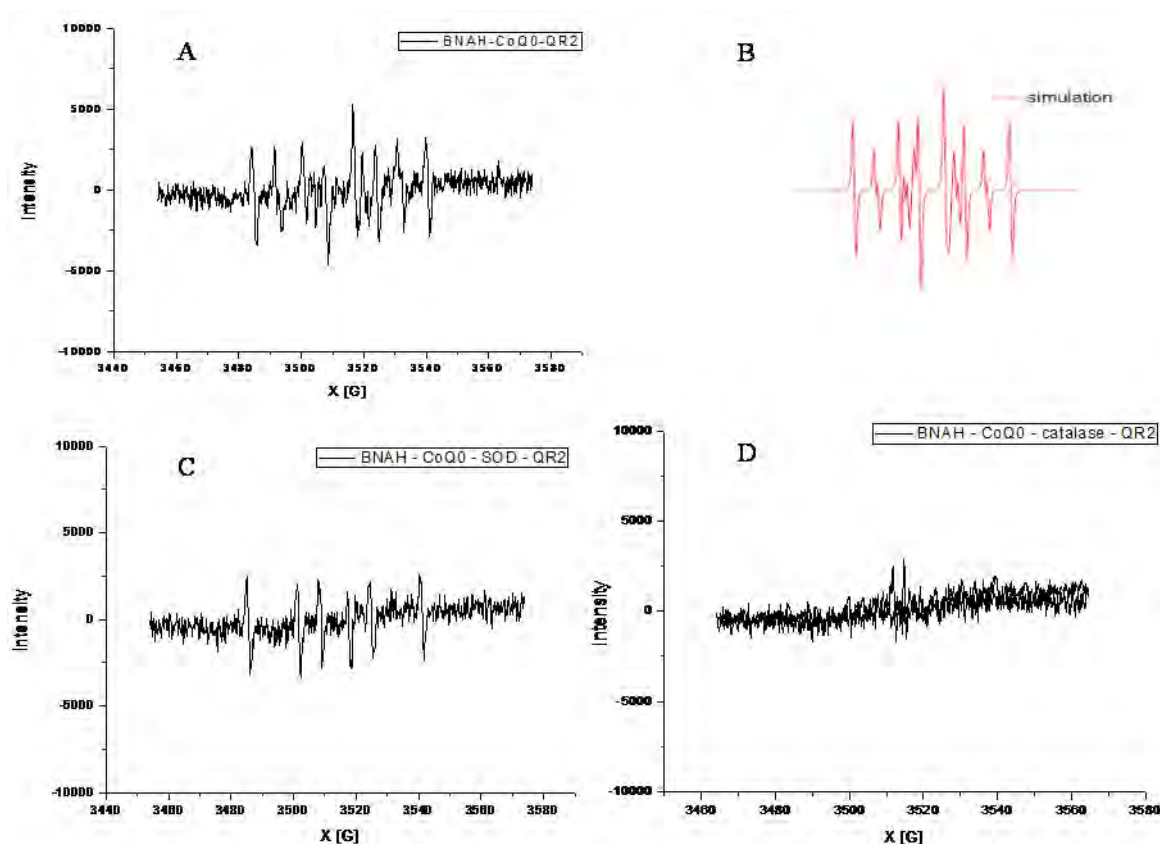 A
BNAH-CoQ0-QR2
10000
5000
0
-5000
-10000
Intensity
3440 3460 3480 3500 3520 3540 3560 3580
X [G]
B
simulation
C
BNAH - CoQ0 - SOD - QR2
10000
5000
0
-5000
-10000
Intensity
3440 3460 3480 3500 3520 3540 3560 3580
X [G]
D
BNAH - CoQ0 - catalase - QR2
10000
5000
0
-5000
-10000
Intensity
3460 3480 3500 3520 3540 3560 3580
X [G]